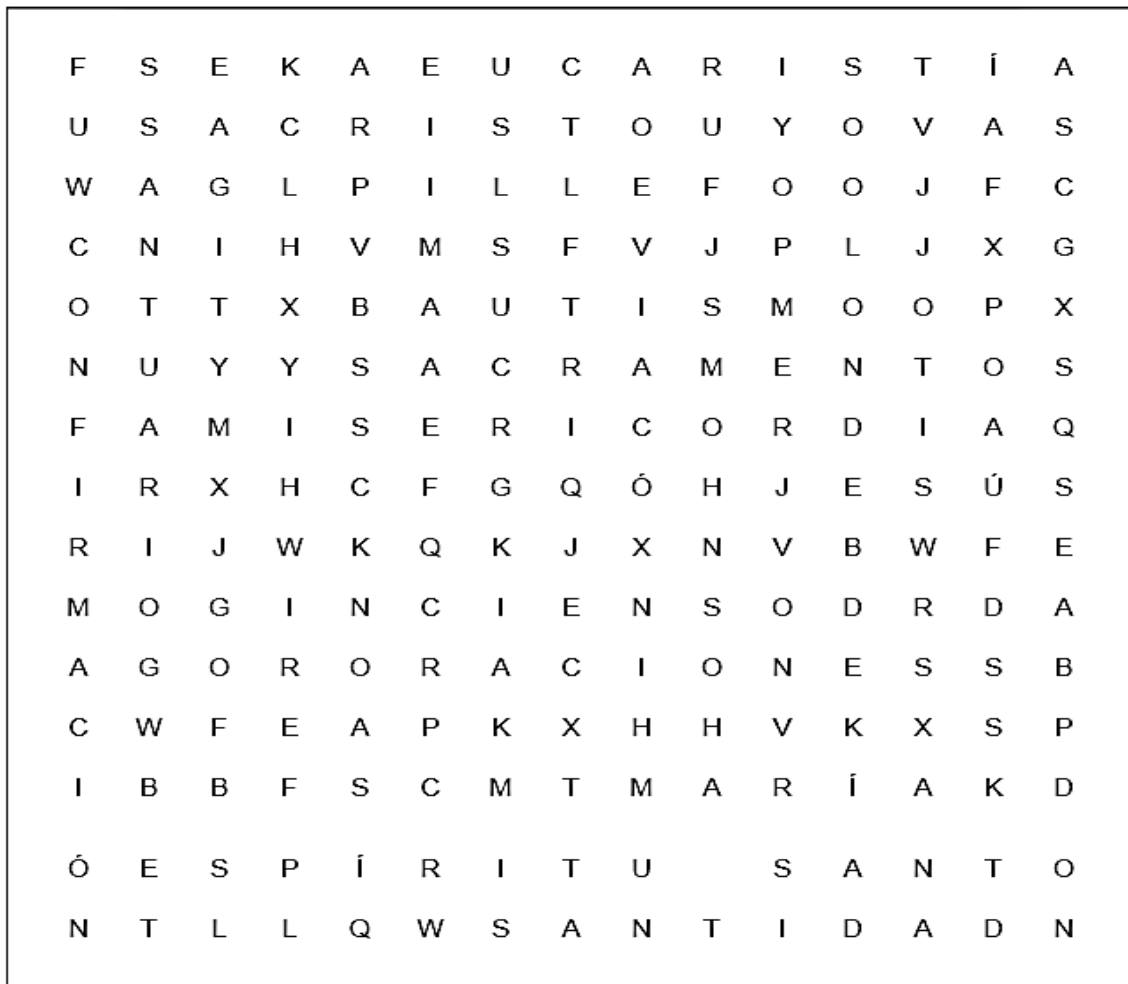 F S E K A E U C A R I S T Í A
U S A C R I S T O U Y O V A S
W A G L P I L L E F O O J F C
C N I H V M S F V J P L J X G
O T T X B A U T I S M O O P X
N U Y Y S A C R A M E N T O S
F A M I S E R I C O R D I A Q
I R X H C F G Q Ó H J E S Ú S
R I J W K Q K J X N V B W F E
M O G I N C I E N S O D R D A
A G O R O R A C I O N E S S B
C W F E A P K X H H V K X S P
I B B F S C M T M A R Í A K D
Ó E S P Í R I T U S A N T O
N T L L Q W S A N T I D A D N